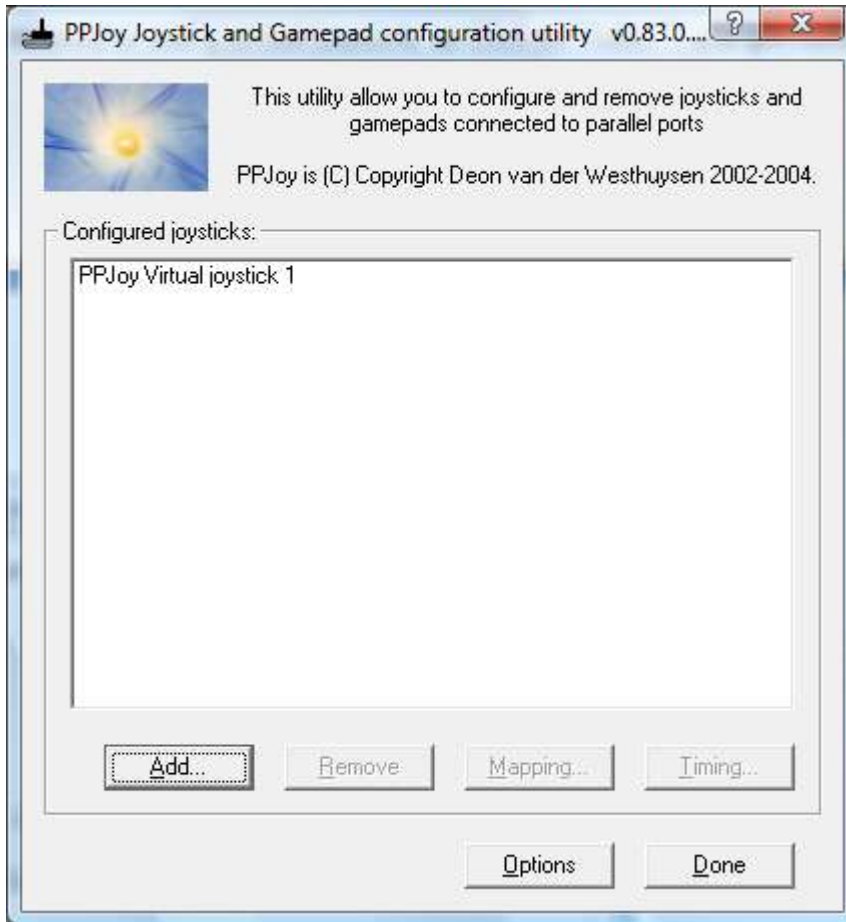 PPJoy Joystick and Gamepad configuration utility v0.83.0....
This utility allow you to configure and remove joysticks and
gamepads connected to parallel ports
PPJoy is (C) Copyright Deon van der Westhuysen 2002-2004.
Configured joysticks:
PPJoy Virtual joystick 1
Add... Remove Mapping... Timing...
Options Done